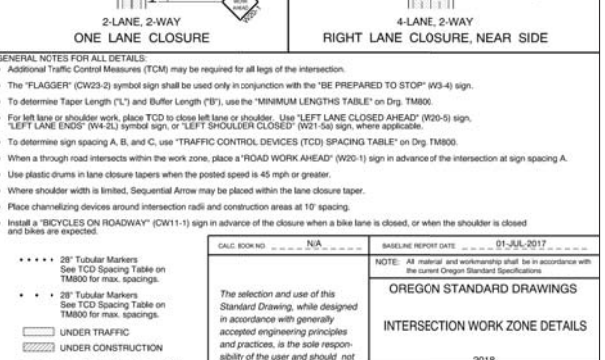 WORK
AHEAD
W20-1
2-LANE, 2-WAY
ONE LANE CLOSURE
4-LANE, 2-WAY
RIGHT LANE CLOSURE, NEAR SIDE
GENERAL NOTES FOR ALL DETAILS:
Additional Traffic Control Measures (TCM) may be required for all legs of the intersection.
The "FLAGGER" (CW23-2) symbol sign shall be used only in conjunction with the "BE PREPARED TO STOP" (W3-4) sign.
To determine Taper Length ("L") and Buffer Length ("B"), use the "MINIMUM LENGTHS TABLE" on Drg. TM800.
For left lane or shoulder work, place TCD to close left lane or shoulder. Use "LEFT LANE CLOSED AHEAD" (W20-5) sign,
"LEFT LANE ENDS" (W4-2L) symbol sign, or "LEFT SHOULDER CLOSED" (W21-5a) sign, where applicable.
To determine sign spacing A, B, and C, use "TRAFFIC CONTROL DEVICES (TCD) SPACING TABLE" on Drg TM800.
When a through road intersects within the work zone, place a "ROAD WORK AHEAD" (W20-1) sign in advance of the intersection at sign spacing A.
Use plastic drums in lane closure tapers when the posted speed is 45 mph or greater.
Where shoulder width is limited, Sequential Arrow may be placed within the lane closure taper.
Place channelizing devices around intersection radii and construction areas at 10' spacing.
Install a "BICYCLES ON ROADWAY" (CW11-1) sign in advance of the closure when a bike lane is closed, or when the shoulder is closed
and bikes are expected.
CALC. BOOK NO. N/A
BASELINE REPORT DATE 01-JUL-2017
NOTE: All material and workmanship shall be in accordance with
the current Oregon Standard Specifications
28" Tubular Markers
See TCD Spacing Table on
TM800 for max. spacings.
28" Tubular Markers
See TCD Spacing Table on
TM800 for max. spacings.
UNDER TRAFFIC
UNDER CONSTRUCTION
The selection and use of this
Standard Drawing, while designed
in accordance with generally
accepted engineering principles
and practices, is the sole respon-
sibility of the user and should not
OREGON STANDARD DRAWINGS
INTERSECTION WORK ZONE DETAILS
2018